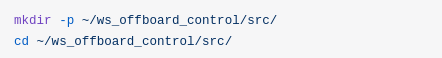 mkdir -p ~/ws_offboard_control/src/
cd ~/ws_offboard_control/src/